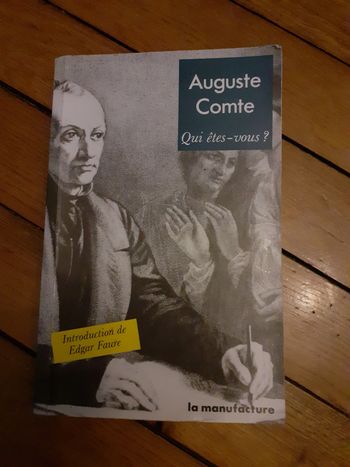 Auguste
Comte
Qui êtes-vous ?
Introduction de
Edgar Faure
la manufacture